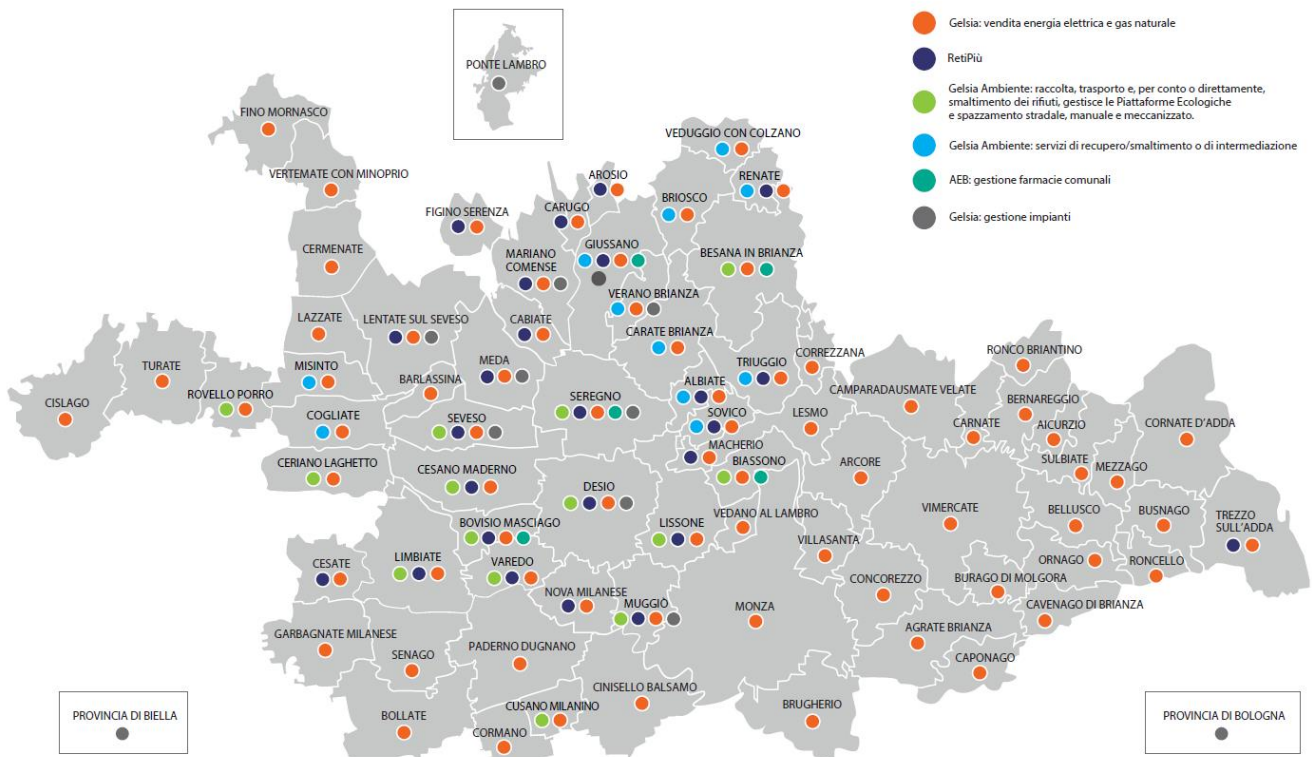 Gelsia: vendita energia elettrica e gas naturale
RetiPiù
Gelsia Ambiente: raccolta, trasporto e, per conto o direttamente,
smaltimento dei rifiuti, gestisce le Piattaforme Ecologiche
e spazzamento stradale, manuale e meccanizzato.
Gelsia Ambiente: servizi di recupero/smaltimento o di intermediazione
AEB: gestione farmacie comunali
Gelsia: gestione impianti
PONTE LAMBRO
FINO MORNASCO
VERTEMATE CON MINOPRIO
VEDUGGIO CON COLZANO
AROSIO
RENATE
BRIOSCO
FIGINO SERENZA
CARUGO
CERMENATE
MARIANO
COMENSE
GIUSSANO
BESANA IN BRIANZA
VERANO BRIANZA
LAZZATE
LENTATE SUL SEVESO
CABIATE
CARATE BRIANZA
TURATE
MISINTO
MEDA
BARLASSINA
TRIUGGIO
CORREZZANA
RONCO BRIANTINO
CISLAGO
ROVELLO PORRO
SEREGNO
ALBIATE
CAMPARADA
USMATE VELATE
BERNAREGGIO
COGLIATE
SEVESO
SOVICO
LESMO
CARNATE
AICURZIO
CORNATE D'ADDA
CERIANO LAGHETTO
CESANO MADERNO
MACHERIO
BIASSONO
ARCORE
SULBIATE
MEZZAGO
DESIO
VEDANO AL LAMBRO
VIMERCATE
BELLUSCO
BUSNAGO
TREZZO
SULL'ADDA
BOVISIO MASCIAGO
LISSONE
VILLASANTA
CESATE
LIMBIATE
VAREDO
ORNAGO
RONCELLO
NOVA MILANESE
MUGGIÒ
MONZA
CONCOREZZO
BURAGO DI MOLGORA
CAVENAGO DI BRIANZA
GARBAGNATE MILANESE
SENAGO
PADERNO DUGNANO
AGRATE BRIANZA
CAPONAGO
CINISELLO BALSAMO
BRUGHERIO
BOLLATE
CUSANO MILANINO
CORMANO
PROVINCIA DI BIELLA
PROVINCIA DI BOLOGNA